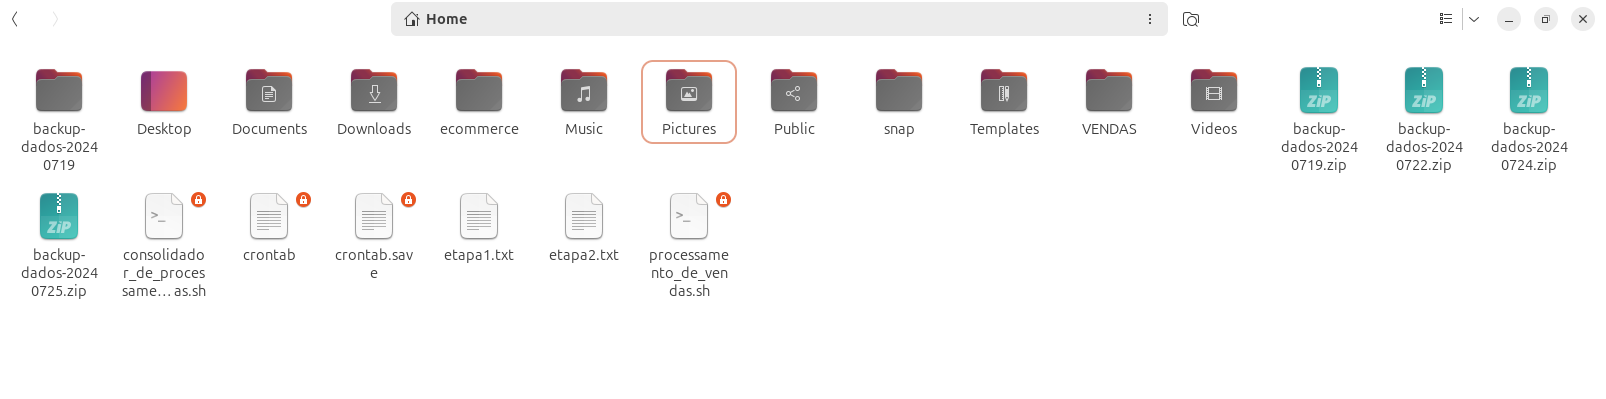 Home
backup-
dados-2024
0719
Desktop
Documents
Downloads
ecommerce
Music
Pictures
Public
snap
Templates
VENDAS
Videos
ZiP
backup-
dados-2024
0719.zip
ZiP
backup-
dados-2024
0722.zip
ZiP
backup-
dados-2024
0724.zip
ZiP
backup-
dados-2024
0725.zip
>_
consolidado
r_de_proces
same…as.sh
crontab
crontab.sav
e
etapa1.txt
etapa2.txt
>_
processame
nto_de_ven
das.sh